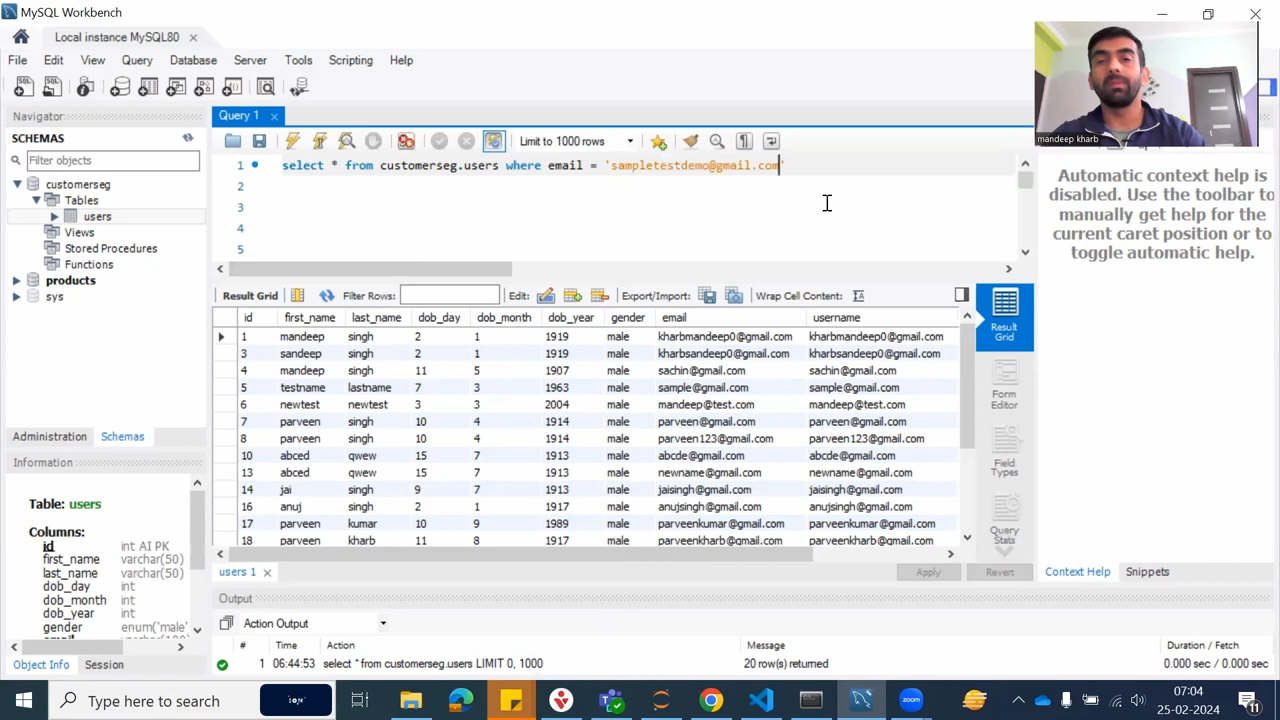 MySQL Workbench
Local instance MySQL80
File Edit View Query Database Server Tools Scripting Help
mandeep kharb
Navigator
SCHEMAS
Filter objects
customerseg
Tables
users
Views
Stored Procedures
Functions
products
sys
Administration Schemas
Information
Table: users
Columns:
id int AI PK
first_name varchar(50)
last_name varchar(50)
dob_day int
dob_month int
dob_year int
gender enum('male'
Object Info Session
Query 1
Limit to 1000 rows
1 select * from customerseg.users where email = 'sampletestdemo@gmail.com'
2
3
4
5
Result Grid Filter Rows: Edit: Export/Import: Wrap Cell Content:
id first_name last_name dob_day dob_month dob_year gender email username
1 mandeep singh 2 1 1919 male kharbmandeep0@gmail.com kharbmandeep0@gmail.com
3 sandeep singh 2 1 1919 male kharbsandeep0@gmail.com kharbsandeep0@gmail.com
4 mandeep singh 11 5 1907 male sachin@gmail.com sachin@gmail.com
5 testname lastname 7 3 1963 male sample@gmail.com sample@gmail.com
6 newtest newtest 3 3 2004 male mandeep@test.com mandeep@test.com
7 parveen singh 10 4 1914 male parveen@gmail.com parveen@gmail.com
8 parveen singh 10 4 1914 male parveen123@gmail.com parveen123@gmail.com
10 abced qwew 15 7 1913 male abcde@gmail.com abcde@gmail.com
13 abced qwew 15 7 1913 male newname@gmail.com newname@gmail.com
14 jai singh 9 7 1913 male jaisingh@gmail.com jaisingh@gmail.com
16 anuj singh 2 1 1917 male anujsingh@gmail.com anujsingh@gmail.com
17 parveen kumar 10 9 1989 male parveenkumar@gmail.com parveenkumar@gmail.com
18 parveen kharb 11 8 1917 male parveenkharb@gmail.com parveenkharb@gmail.com
Result
Grid
Form
Editor
Field
Types
Query
Stats
users 1 Apply Revert
Automatic context help is
disabled. Use the toolbar to
manually get help for the
current caret position or to
toggle automatic help.
Context Help Snippets
Output
Action Output
# Time Action Message Duration / Fetch
1 06:44:53 select * from customerseg.users LIMIT 0, 1000 20 row(s) returned 0.000 sec / 0.000 sec
Type here to search
07:04
25-02-2024
11